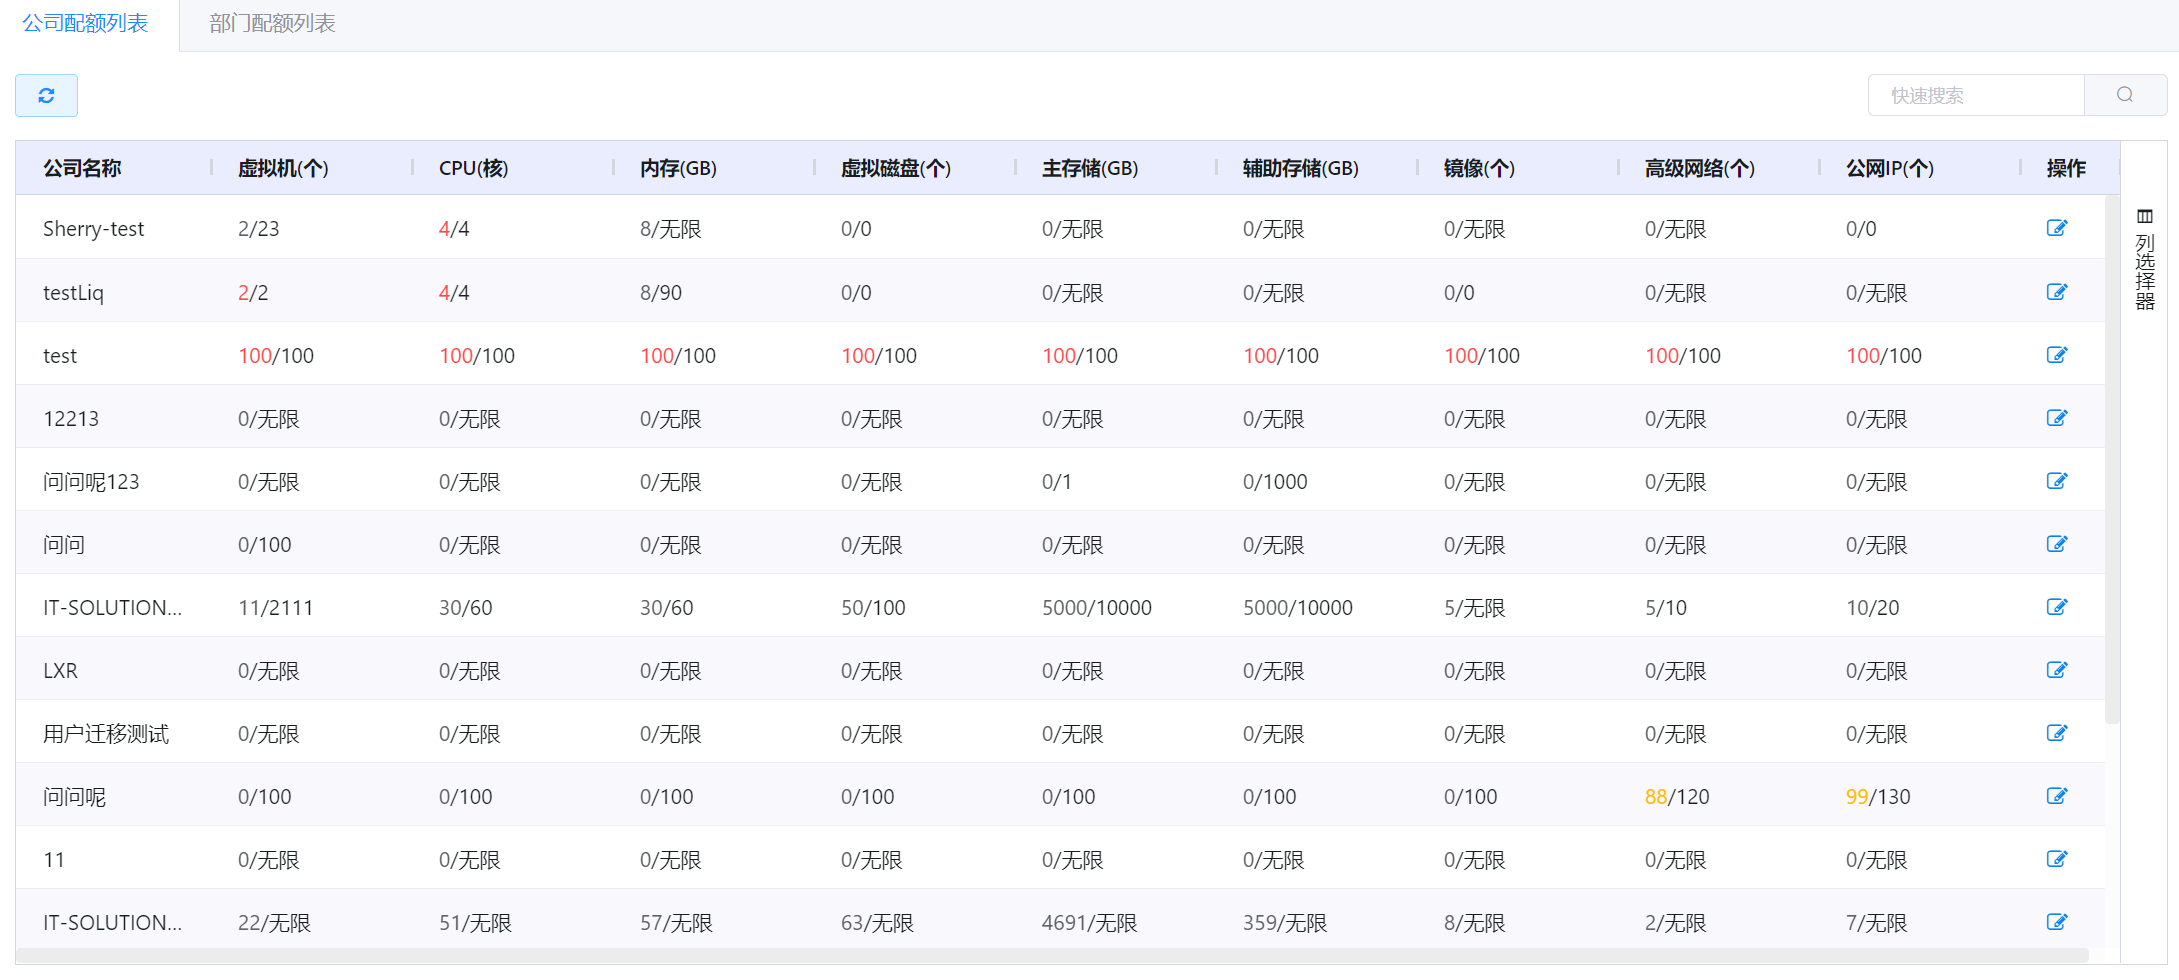 公司配额列表 部门配额列表
快速搜索
公司名称 虚拟机(个) CPU(核) 内存(GB) 虚拟磁盘(个) 主存储(GB) 辅助存储(GB) 镜像(个) 高级网络(个) 公网IP(个) 操作
列选择器
Sherry-test 2/23 4/4 8/无限 0/0 0/无限 0/无限 0/无限 0/无限 0/0
testLiq 2/2 4/4 8/90 0/0 0/无限 0/无限 0/0 0/无限 0/无限
test 100/100 100/100 100/100 100/100 100/100 100/100 100/100 100/100 100/100
12213 0/无限 0/无限 0/无限 0/无限 0/无限 0/无限 0/无限 0/无限 0/无限
问问呢123 0/无限 0/无限 0/无限 0/无限 0/1 0/1000 0/无限 0/无限 0/无限
问问 0/100 0/无限 0/无限 0/无限 0/无限 0/无限 0/无限 0/无限 0/无限
IT-SOLUTION... 11/2111 30/60 30/60 50/100 5000/10000 5000/10000 5/无限 5/10 10/20
LXR 0/无限 0/无限 0/无限 0/无限 0/无限 0/无限 0/无限 0/无限 0/无限
用户迁移测试 0/无限 0/无限 0/无限 0/无限 0/无限 0/无限 0/无限 0/无限 0/无限
问问呢 0/100 0/100 0/100 0/100 0/100 0/100 0/100 88/120 99/130
11 0/无限 0/无限 0/无限 0/无限 0/无限 0/无限 0/无限 0/无限 0/无限
IT-SOLUTION... 22/无限 51/无限 57/无限 63/无限 4691/无限 359/无限 8/无限 2/无限 7/无限